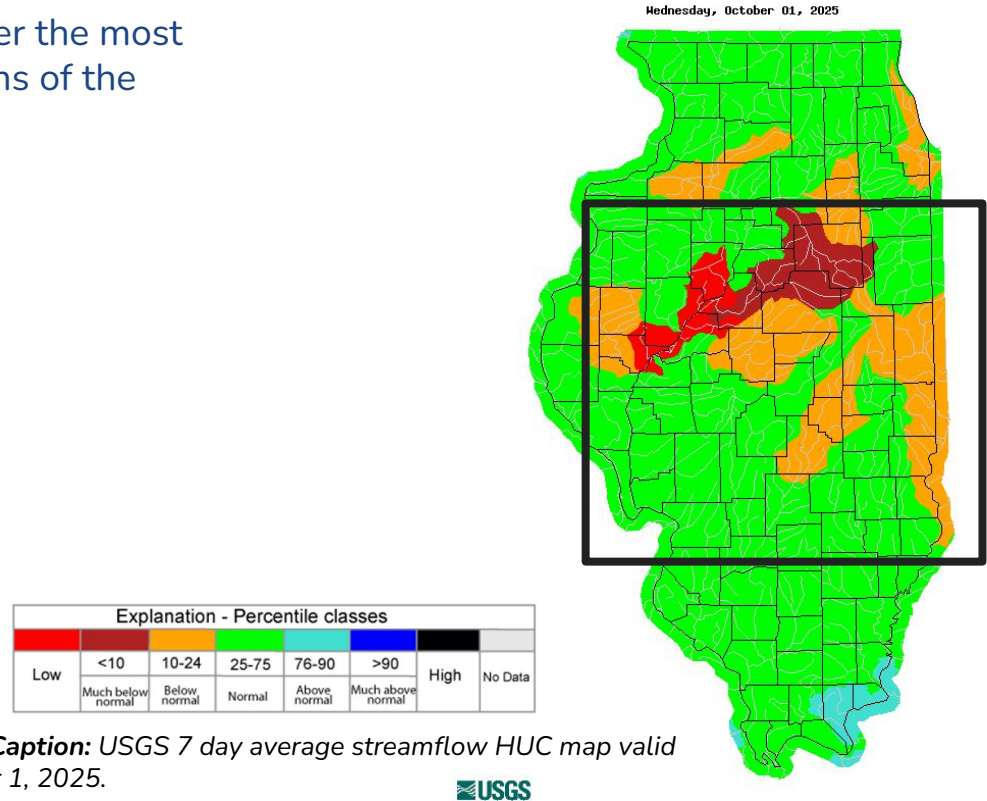 er the most
ns of the
Wednesday, October 01, 2025
Explanation - Percentile classes
Low
<10
10-24
25-75
76-90
>90
High
No Data
Much below normal
Below normal
Normal
Above normal
Much above normal
Caption: USGS 7 day average streamflow HUC map valid
1, 2025.
USGS